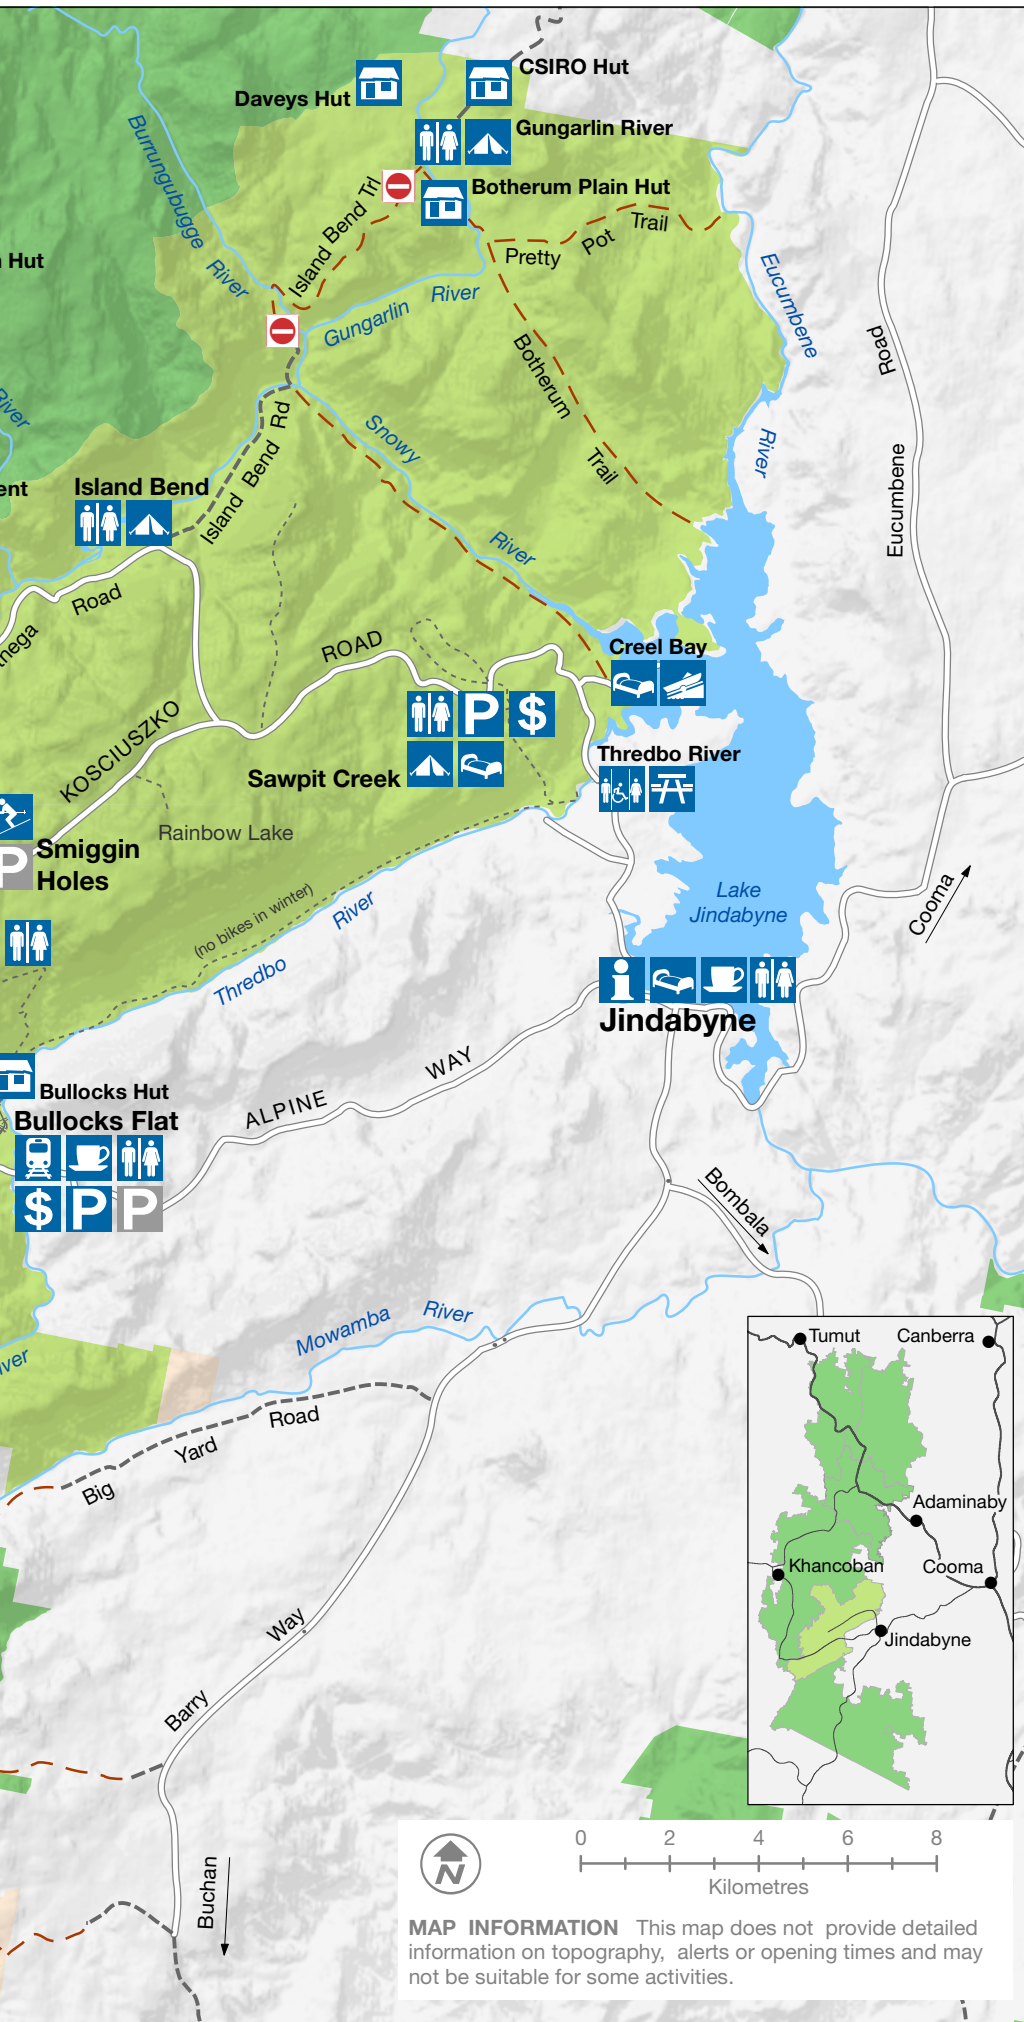 CSIRO Hut
Daveys Hut
Gungarlin River
Botherum Plain Hut
Burrungubugge
River
Island Bend Trl
Pretty
Pot
Trail
Hut
Gungarlin
River
Eucumbene
River
Eucumbene
Road
Botherum
Trail
River
Snowy
River
Island Bend
Island Bend Rd
Road
ROAD
KOSCIUSZKO
Creel Bay
P
$
Sawpit Creek
Thredbo River
Rainbow Lake
Smiggin
Holes
P
(no bikes in winter)
Thredbo
River
Lake
Jindabyne
Cooma
i
Jindabyne
ALPINE
WAY
Bullocks Hut
Bullocks Flat
$
P
P
Bombala
Mowamba
River
Big
Yard
Road
Barry
Way
Buchan
Tumut
Canberra
Adaminaby
Khancoban
Cooma
Jindabyne
N
0 2 4 6 8
Kilometres
MAP INFORMATION This map does not provide detailed
information on topography, alerts or opening times and may
not be suitable for some activities.